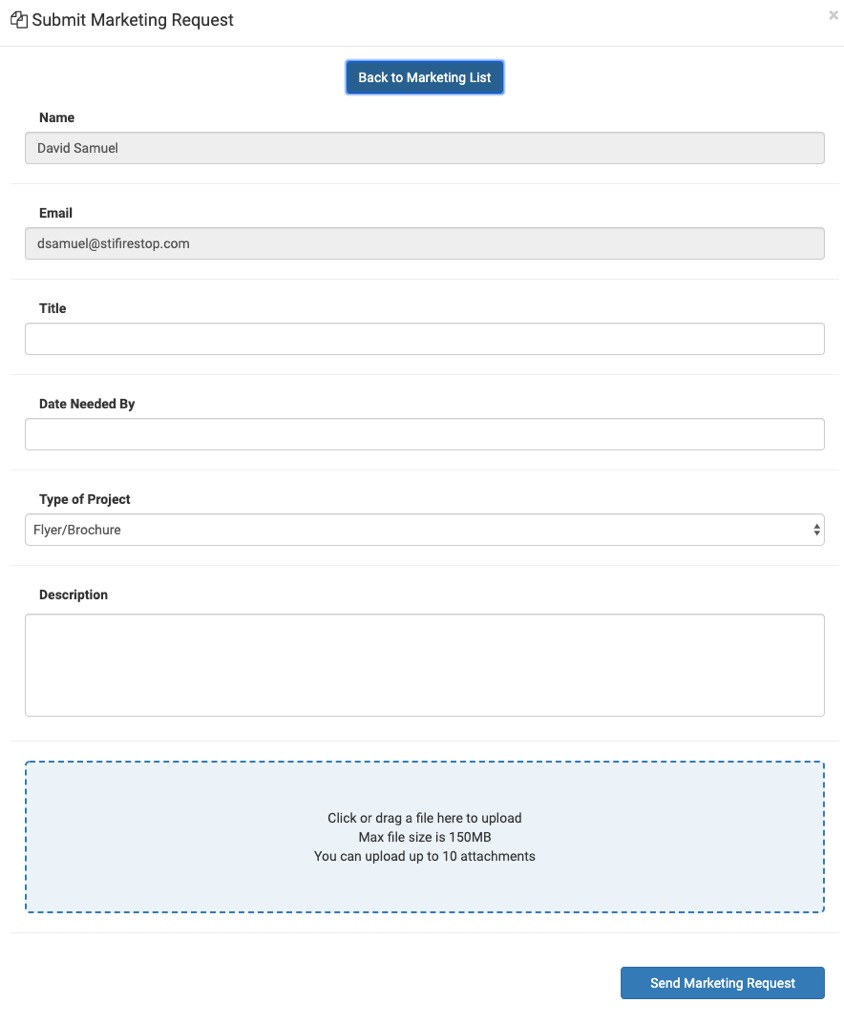 Submit Marketing Request
×
Back to Marketing List
Name
David Samuel
Email
dsamuel@stifirestop.com
Title
Date Needed By
Type of Project
Flyer/Brochure
Description
Click or drag a file here to upload
Max file size is 150MB
You can upload up to 10 attachments
Send Marketing Request